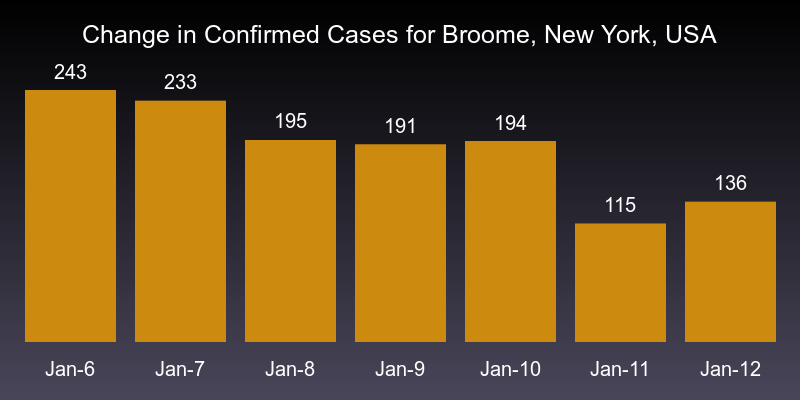 Change in Confirmed Cases for Broome, New York, USA
243
233
195
191
194
115
136
Jan-6
Jan-7
Jan-8
Jan-9
Jan-10
Jan-11
Jan-12